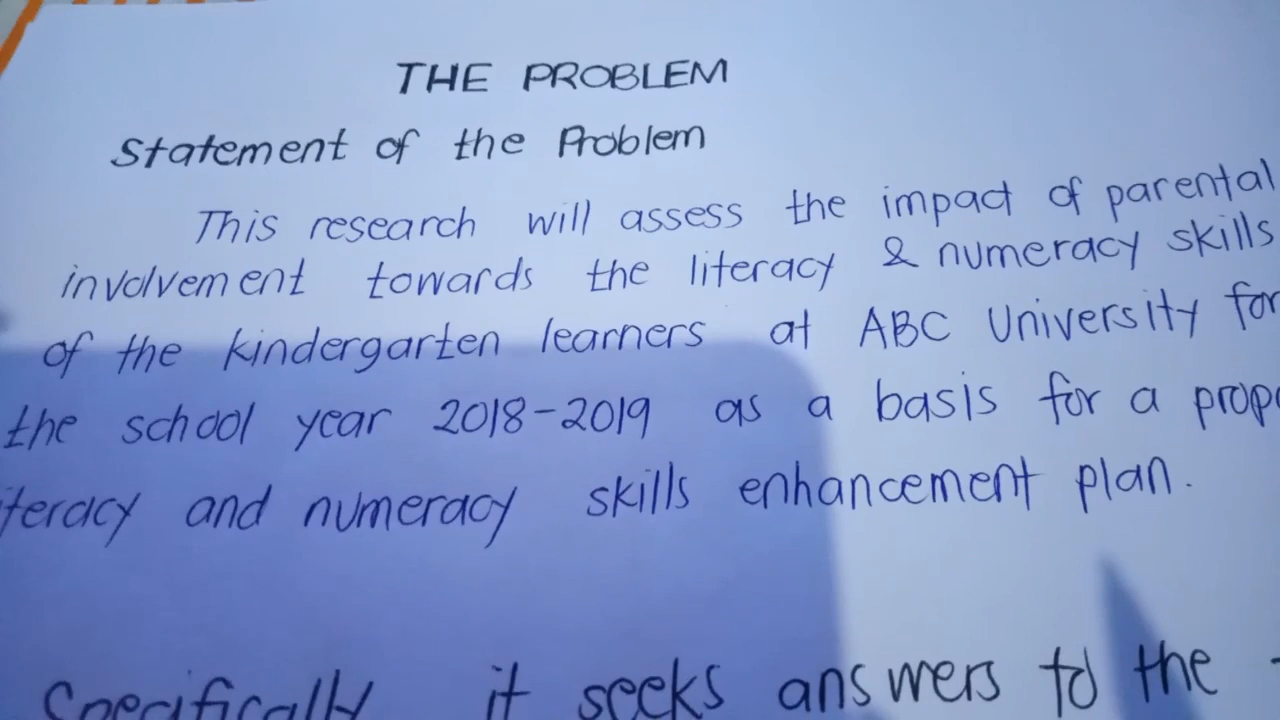 THE PROBLEM
Statement of the Problem
This research will assess the impact of parental
involvement towards the literacy & numeracy skills
of the kindergarten learners at ABC University for
the school year 2018-2019 as a basis for a
and numeracy skills enhancement plan.
Specifically it seeks answers to the